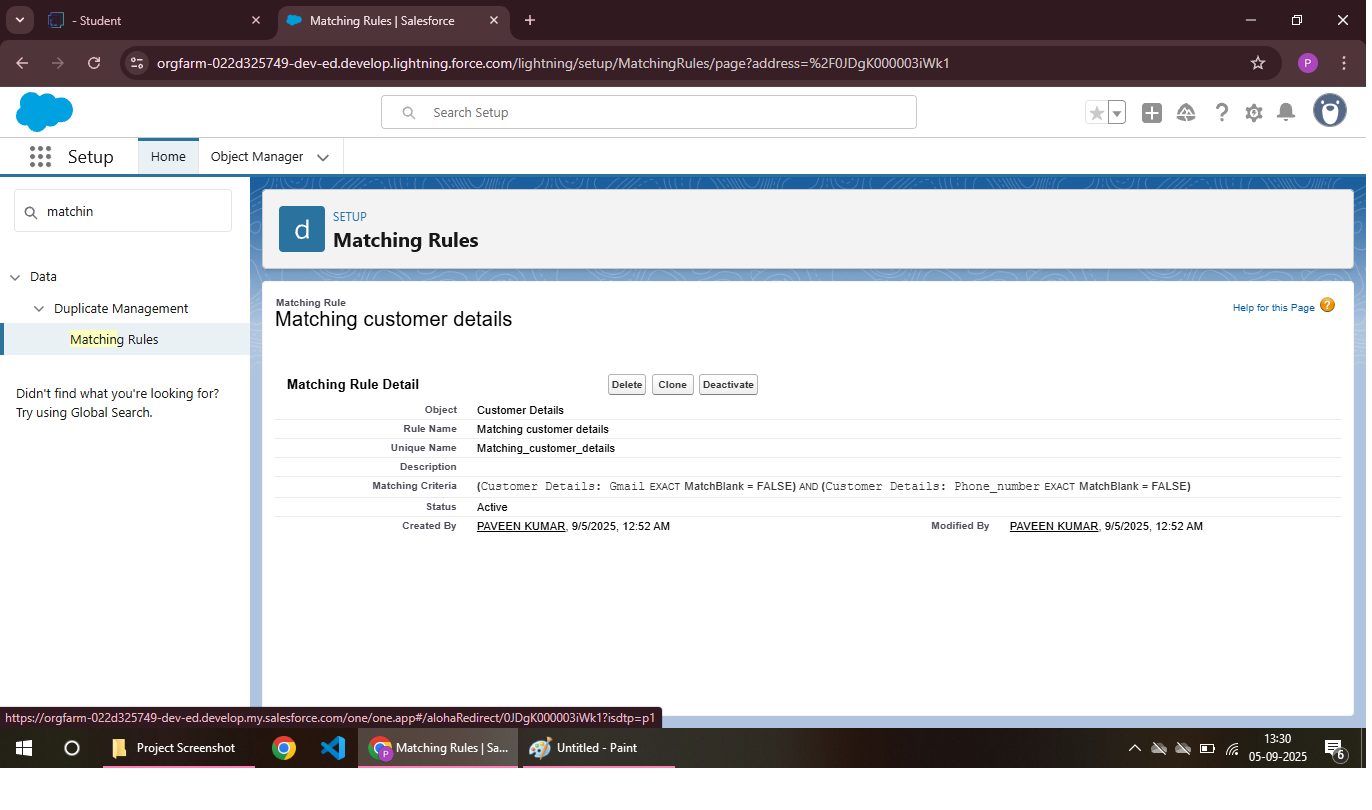 - Student
Matching Rules | Salesforce
orgfarm-022d325749-dev-ed.develop.lightning.force.com/lightning/setup/MatchingRules/page?address=%2F0JDgK000003iWk1
P
Search Setup
Setup
Home
Object Manager
matchin
Data
Duplicate Management
Matching Rules
Didn't find what you're looking for?
Try using Global Search.
d
SETUP
Matching Rules
Matching Rule
Matching customer details
Help for this Page ?
Matching Rule Detail
Delete
Clone
Deactivate
Object Customer Details
Rule Name Matching customer details
Unique Name Matching_customer_details
Description
Matching Criteria (Customer Details: Gmail EXACT MatchBlank = FALSE) AND (Customer Details: Phone_number EXACT MatchBlank = FALSE)
Status Active
Created By PAVEEN KUMAR, 9/5/2025, 12:52 AM Modified By PAVEEN KUMAR, 9/5/2025, 12:52 AM
https://orgfarm-022d325749-dev-ed.develop.my.salesforce.com/one/one.app#/alohaRedirect/0JDgK000003iWk1?isdtp=p1
Project Screenshot
P
Matching Rules | Sa...
Untitled - Paint
13:30
05-09-2025
6